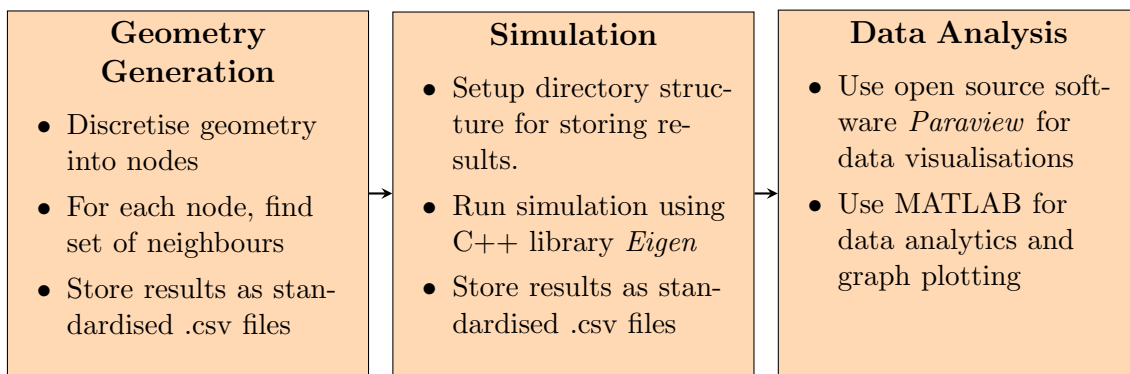 Geometry
Generation
• Discretise geometry
into nodes
• For each node, find
set of neighbours
• Store results as stan-
dardised .csv files
Simulation
• Setup directory struc-
ture for storing re-
sults.
• Run simulation using
C++ library Eigen
• Store results as stan-
dardised .csv files
Data Analysis
• Use open source soft-
ware Paraview for
data visualisations
• Use MATLAB for
data analytics and
graph plotting